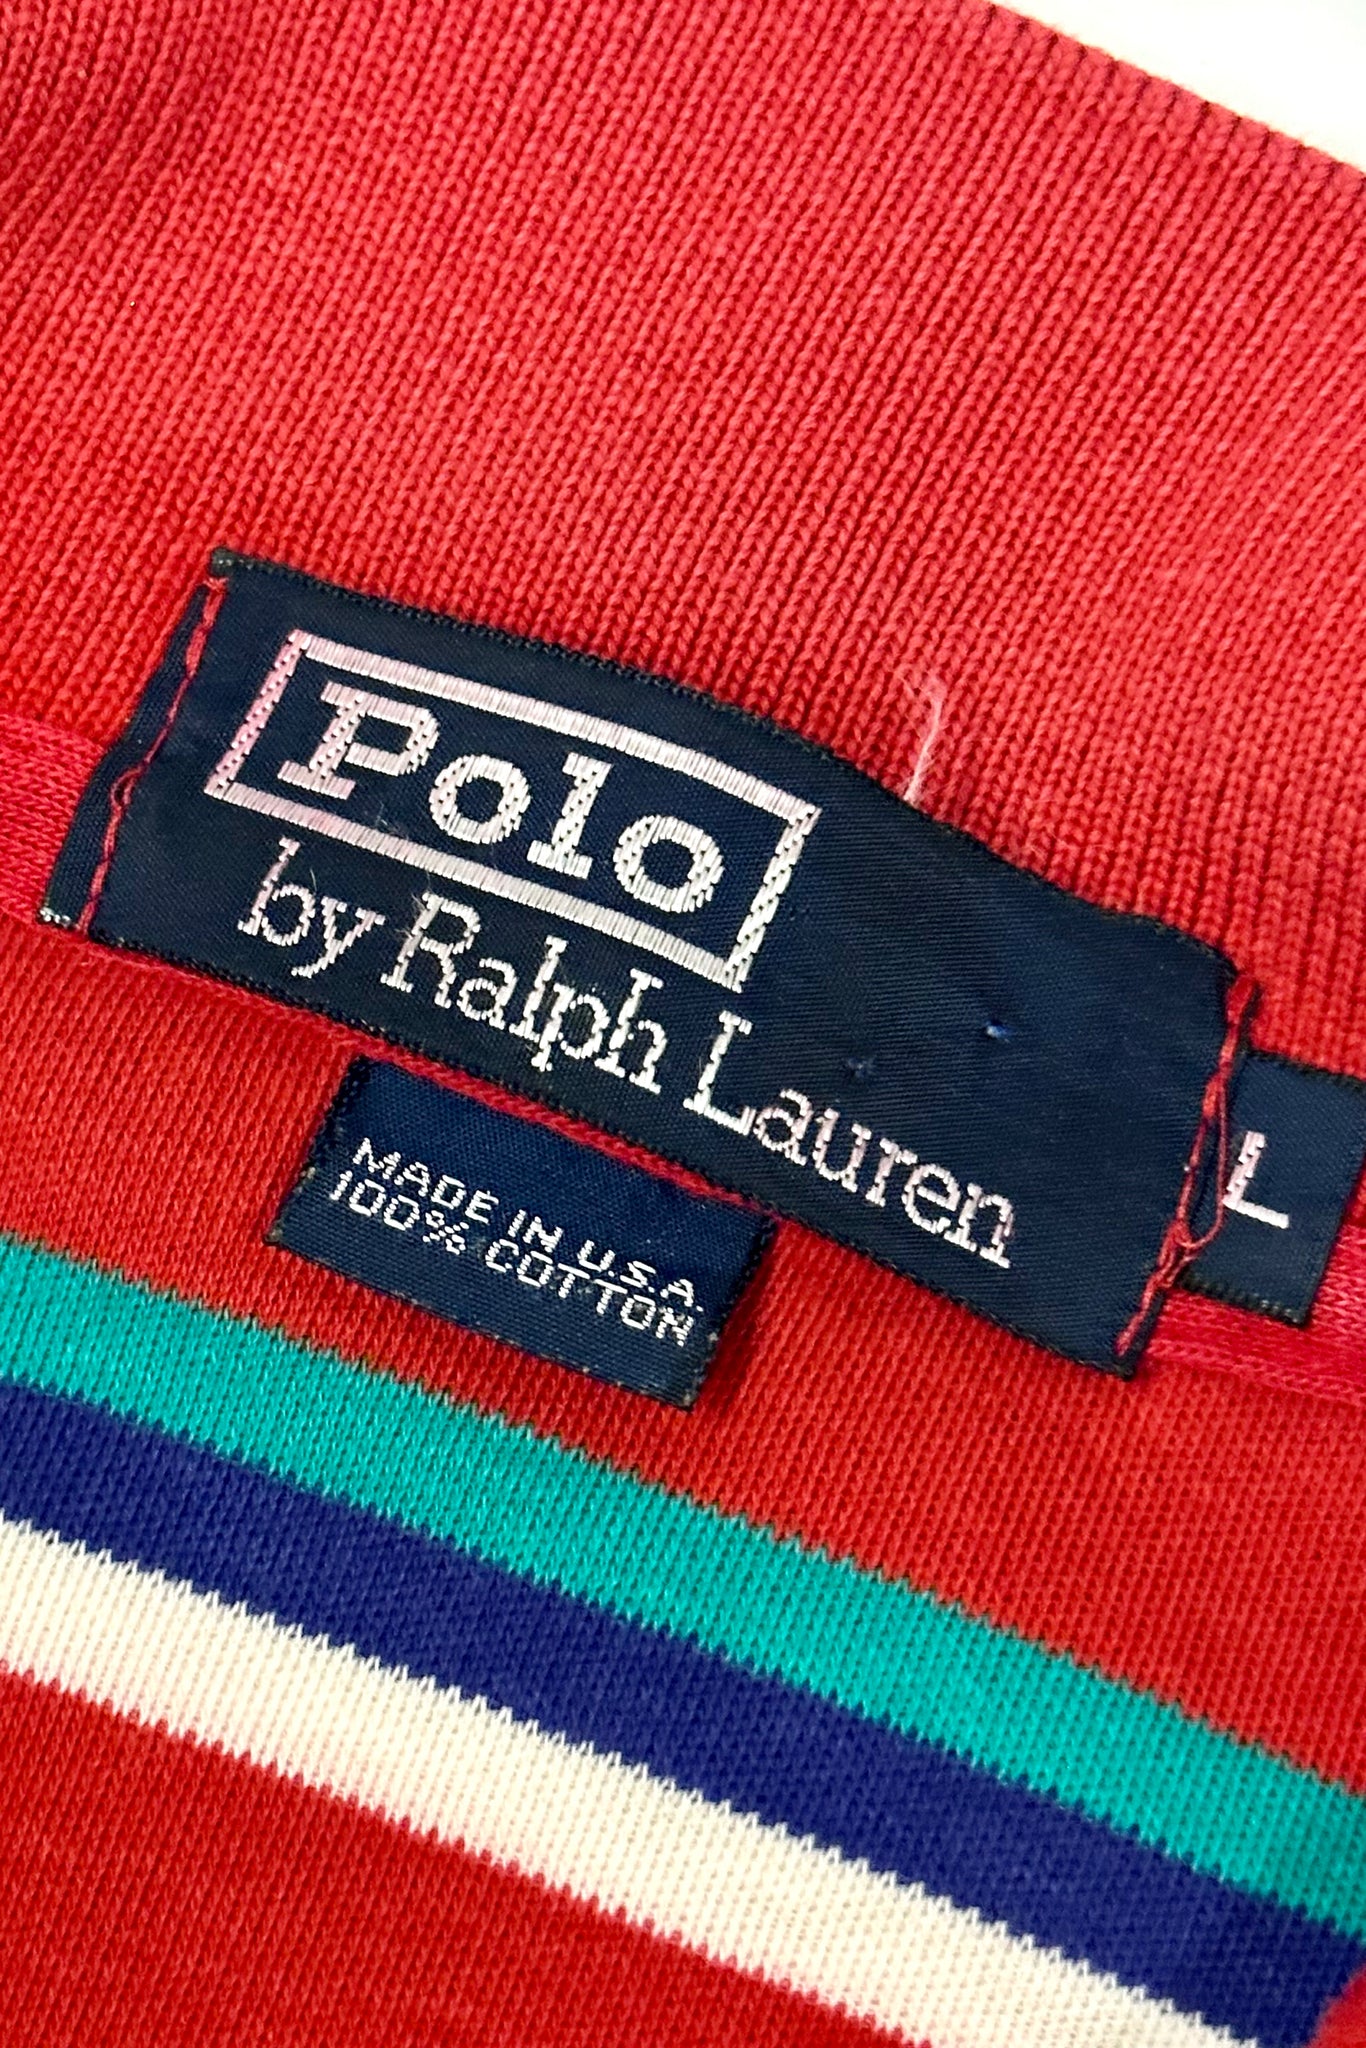 Polo
by Ralph Lauren
L
MADE IN U.S.A.
100% COTTON